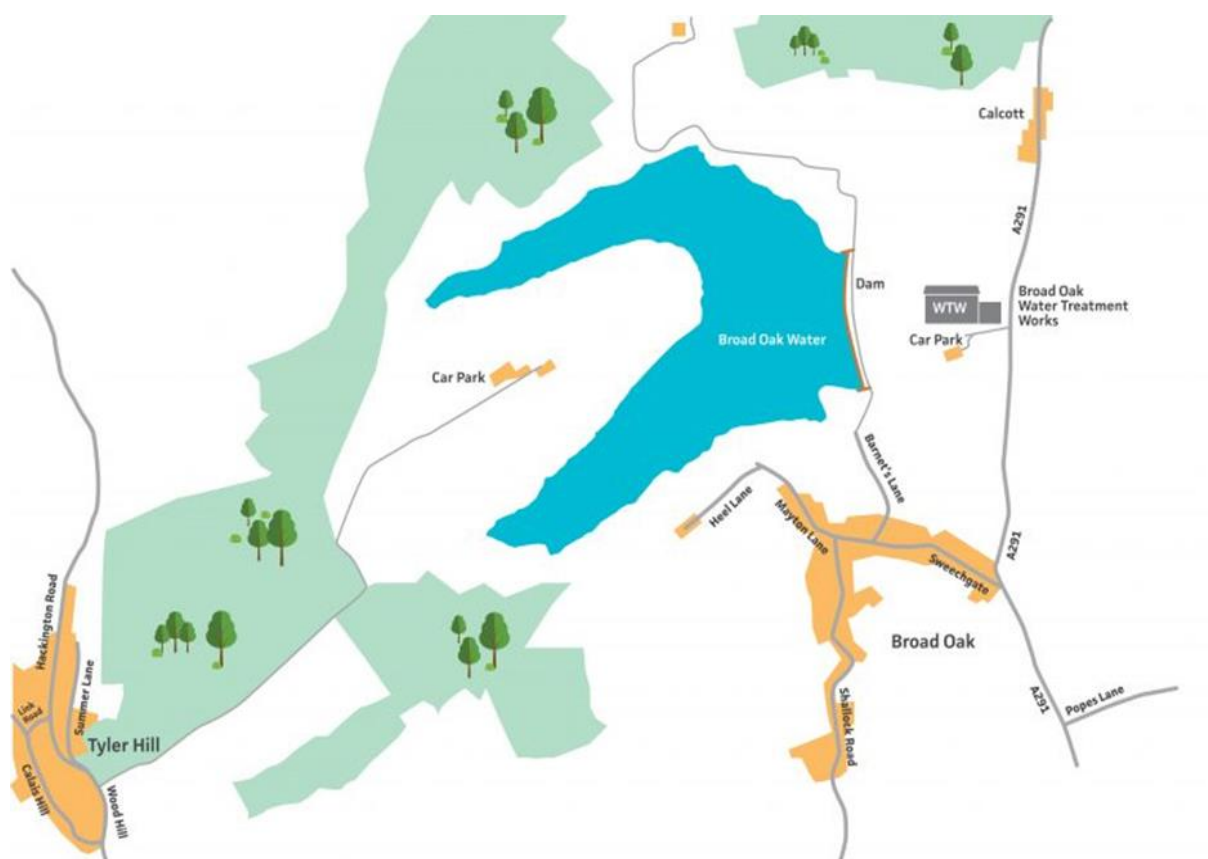 Calcott
A291
Dam
Broad Oak
Water Treatment
Works
WTW
Car Park
Broad Oak Water
Car Park
Barnet's Lane
Heel Lane
Mayton Lane
A291
Sweechgate
Hackington Road
Broad Oak
Summer Lane
Link
Road
Shallock Road
A291
Popes Lane
Tyler Hill
Calais Hill
Wood Hill